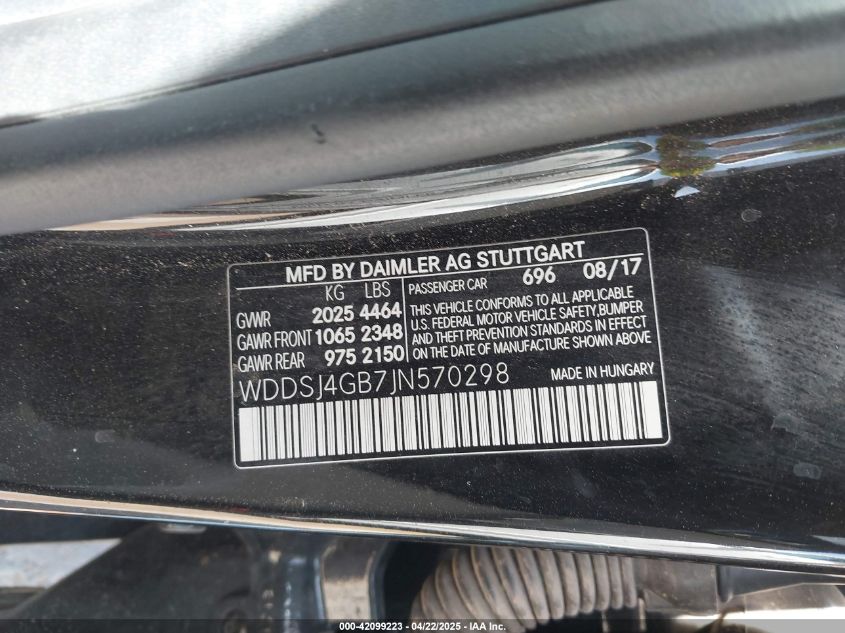 MFD BY DAIMLER AG STUTTGART
KG LBS
GVWR 2025 4464
GAWR FRONT 1065 2348
GAWR REAR 975 2150
PASSENGER CAR 696 08/17
THIS VEHICLE CONFORMS TO ALL APPLICABLE
U.S. FEDERAL MOTOR VEHICLE SAFETY,BUMPER
AND THEFT PREVENTION STANDARDS IN EFFECT
ON THE DATE OF MANUFACTURE SHOWN ABOVE
WDDSJ4GB7JN570298
MADE IN HUNGARY
000-42099223 - 04/22/2025 - IAA Inc.